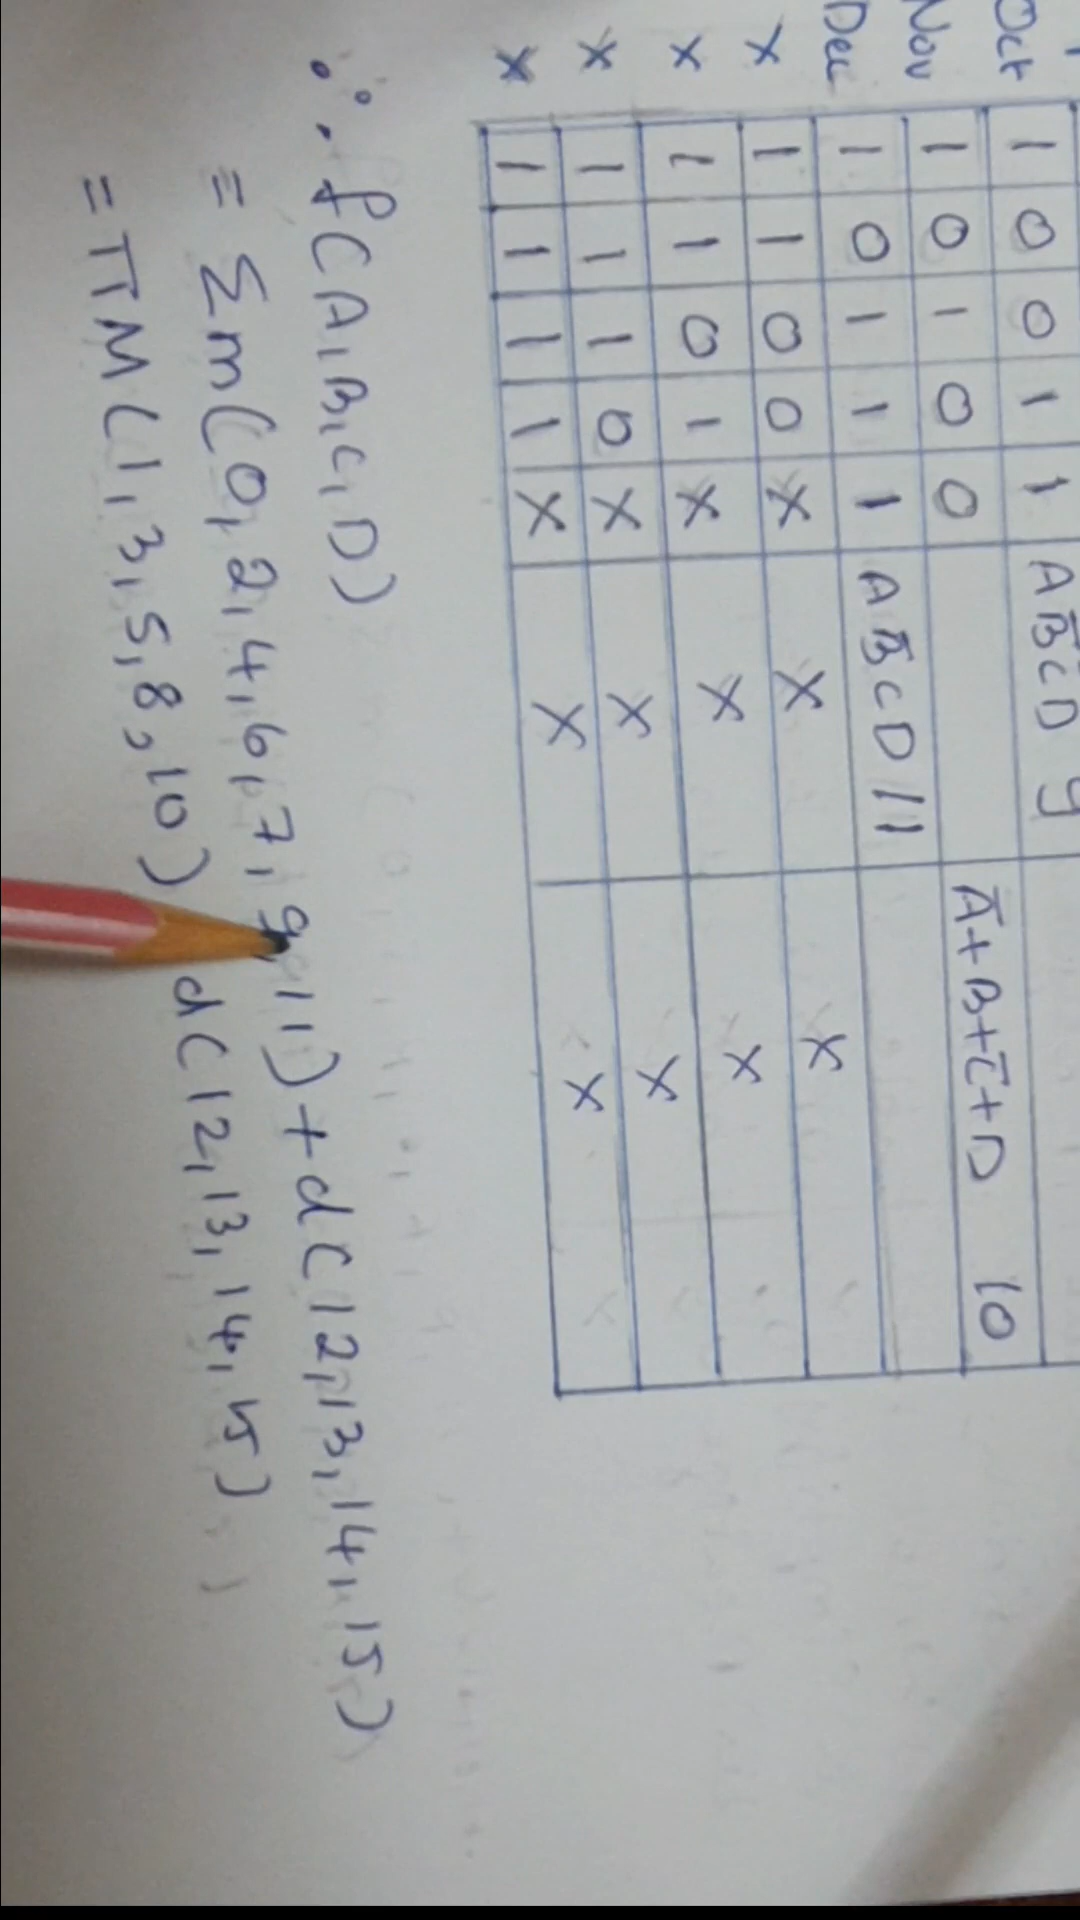 Oct 1 0 0 1 1 AB̅C̅D 9
Nov 1 0 1 0 0 A̅+B+C̅+D 10
Dec 1 0 1 1 1 AB̅CD 11
x 1 1 0 0 x x x
x 1 1 0 1 x x x
x 1 1 1 0 x x x
x 1 1 1 1 x x x
∴ f(A,B,C,D)
= Σm(0,2,4,6,7,9,11)+d(12,13,14,15)
= πM(1,3,5,8,10) d(12,13,14,15)